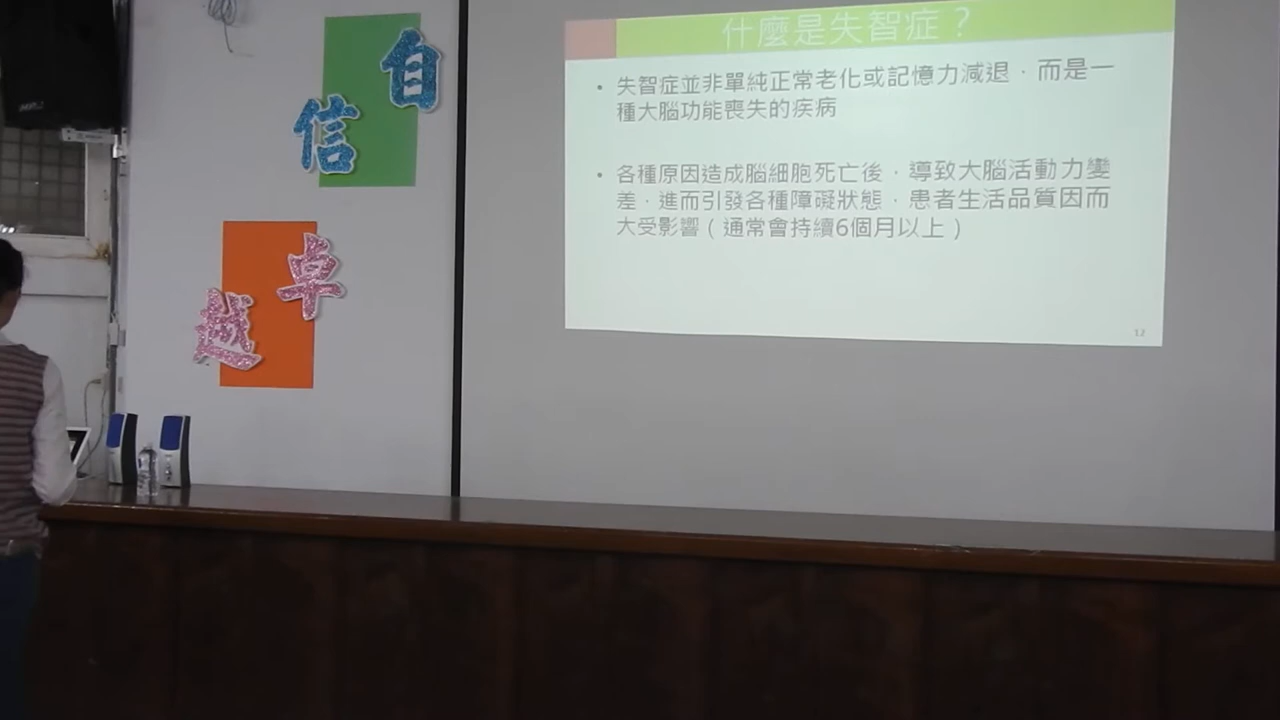 自信
卓越
什麼是失智症？
• 失智症並非單純正常老化或記憶力減退，而是一
種大腦功能喪失的疾病
• 各種原因造成腦細胞死亡後，導致大腦活動力變
差，進而引發各種障礙狀態，患者生活品質因而
大受影響（通常會持續6個月以上）